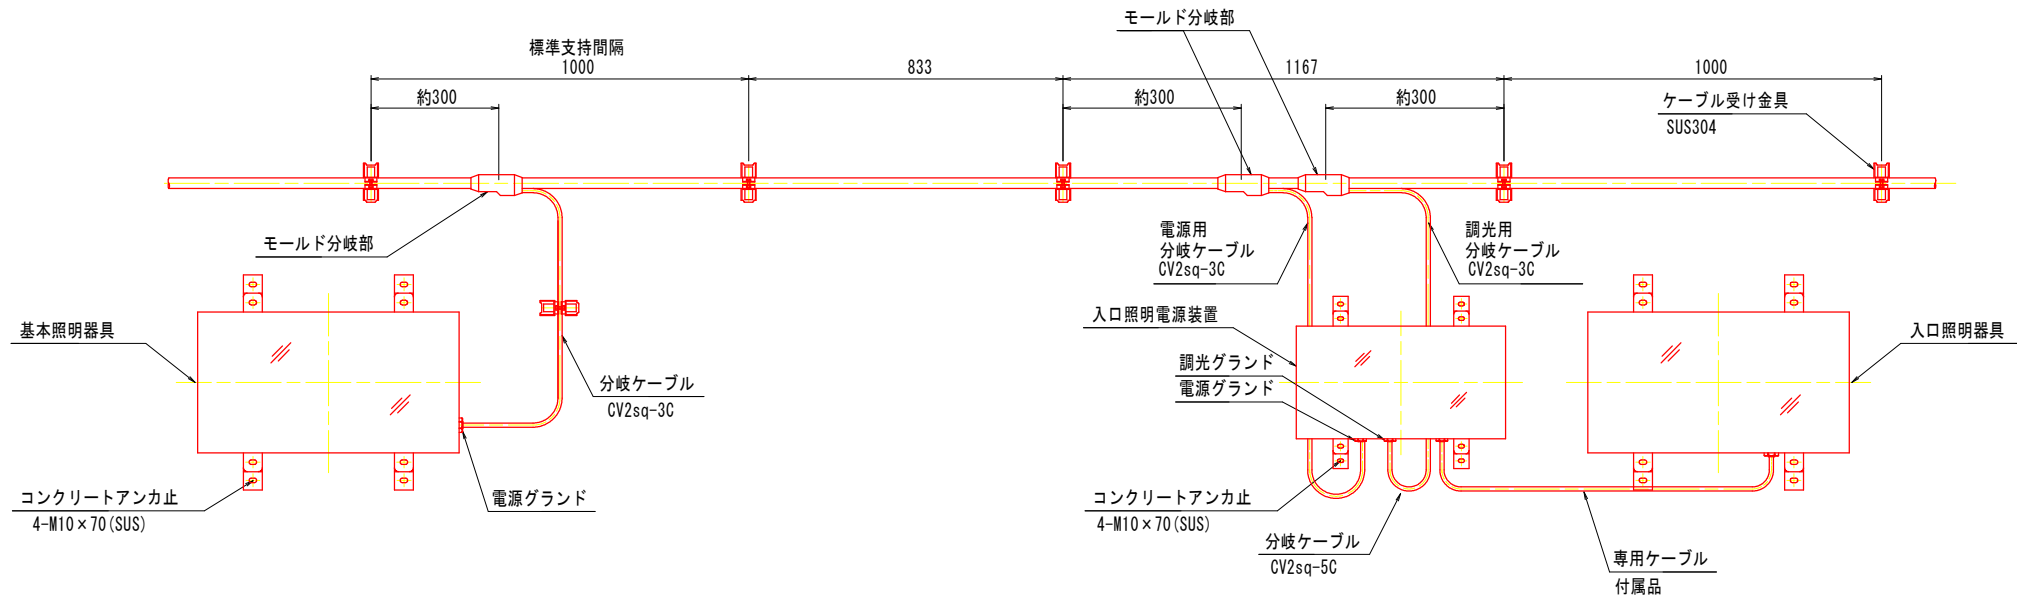 モールド分岐部
標準支持間隔
1000
833
1167
1000
約300
約300
約300
ケーブル受け金具
SUS304
モールド分岐部
電源用
分岐ケーブル
CV2sq-3C
調光用
分岐ケーブル
CV2sq-3C
基本照明器具
入口照明電源装置
入口照明器具
調光グランド
電源グランド
分岐ケーブル
CV2sq-3C
コンクリートアンカ止
4-M10×70(SUS)
電源グランド
コンクリートアンカ止
4-M10×70(SUS)
分岐ケーブル
CV2sq-5C
専用ケーブル
付属品